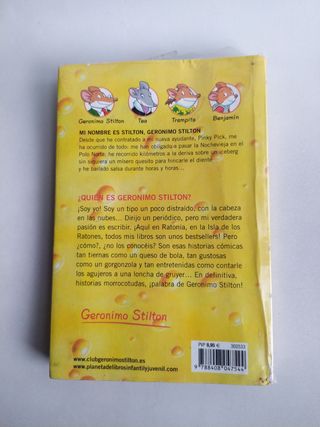 Geronimo Stilton
Tea
Trampita
Benjamín
MI NOMBRE ES STILTON, GERONIMO STILTON
Desde que he contratado a mi nueva ayudante, Pinky Pick, me
ha ocurrido de todo: me han obligado a pasar la Nochevieja en el
Polo Norte, he recorrido kilómetros a la deriva sobre un iceberg
sin siquiera un mísero quesito para hincarle el diente
y he bailado salsa durante horas y horas...
¿QUIÉN ES GERONIMO STILTON?
¡Soy yo! Soy un tipo un poco distraído, con la cabeza
en las nubes... Dirijo un periódico, pero mi verdadera
pasión es escribir. ¡Aquí en Ratonia, en la Isla de los
Ratones, todos mis libros son unos bestsellers! Pero
¿cómo?, ¿no los conocéis? Son esas historias cómicas
tan tiernas como un queso de bola, tan gustosas
como un gorgonzola y tan entretenidas como contarle
los agujeros a una loncha de gruyer... En definitiva,
historias morrocotudas, ¡palabra de Geronimo Stilton!
Geronimo Stilton
www.clubgeronimostilton.es
www.planetadelibrosinfantilyjuvenil.com
PVP 8,95 €
302533
9 788408 047544